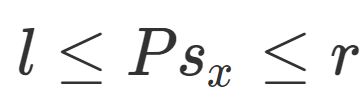 l ≤ Ps_x ≤ r